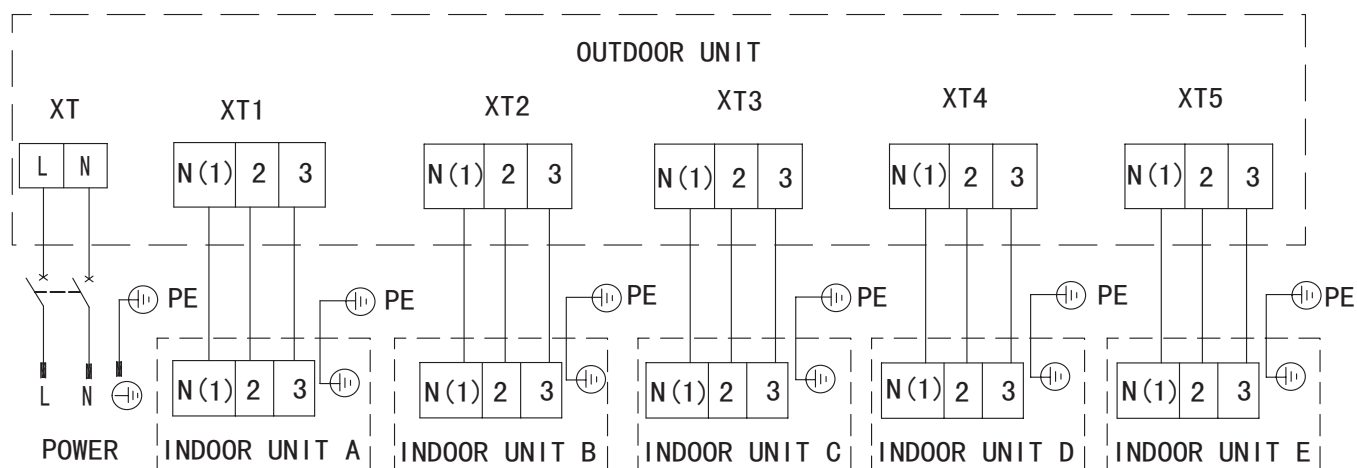 OUTDOOR UNIT
XT XT1 XT2 XT3 XT4 XT5
L N N(1) 2 3 N(1) 2 3 N(1) 2 3 N(1) 2 3 N(1) 2 3
PE PE PE PE PE PE
L N N(1) 2 3 N(1) 2 3 N(1) 2 3 N(1) 2 3 N(1) 2 3
POWER INDOOR UNIT A INDOOR UNIT B INDOOR UNIT C INDOOR UNIT D INDOOR UNIT E